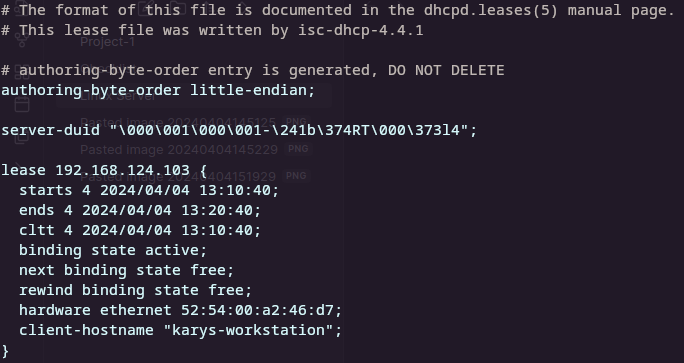 # The format of this file is documented in the dhcpd.leases(5) manual page.
# This lease file was written by isc-dhcp-4.4.1
Project-1
# authoring-byte-order entry is generated, DO NOT DELETE
authoring-byte-order little-endian;
Linux Server
server-duid "\000\001\000\001-\241b\374RT\000\373l4";
Pasted image 20240404145125 PNG
Pasted image 20240404145229 PNG
lease 192.168.124.103 {
Pasted image 20240404151929 PNG
  starts 4 2024/04/04 13:10:40;
  ends 4 2024/04/04 13:20:40;
  cltt 4 2024/04/04 13:10:40;
  binding state active;
  next binding state free;
  rewind binding state free;
  hardware ethernet 52:54:00:a2:46:d7;
  client-hostname "karys-workstation";
}